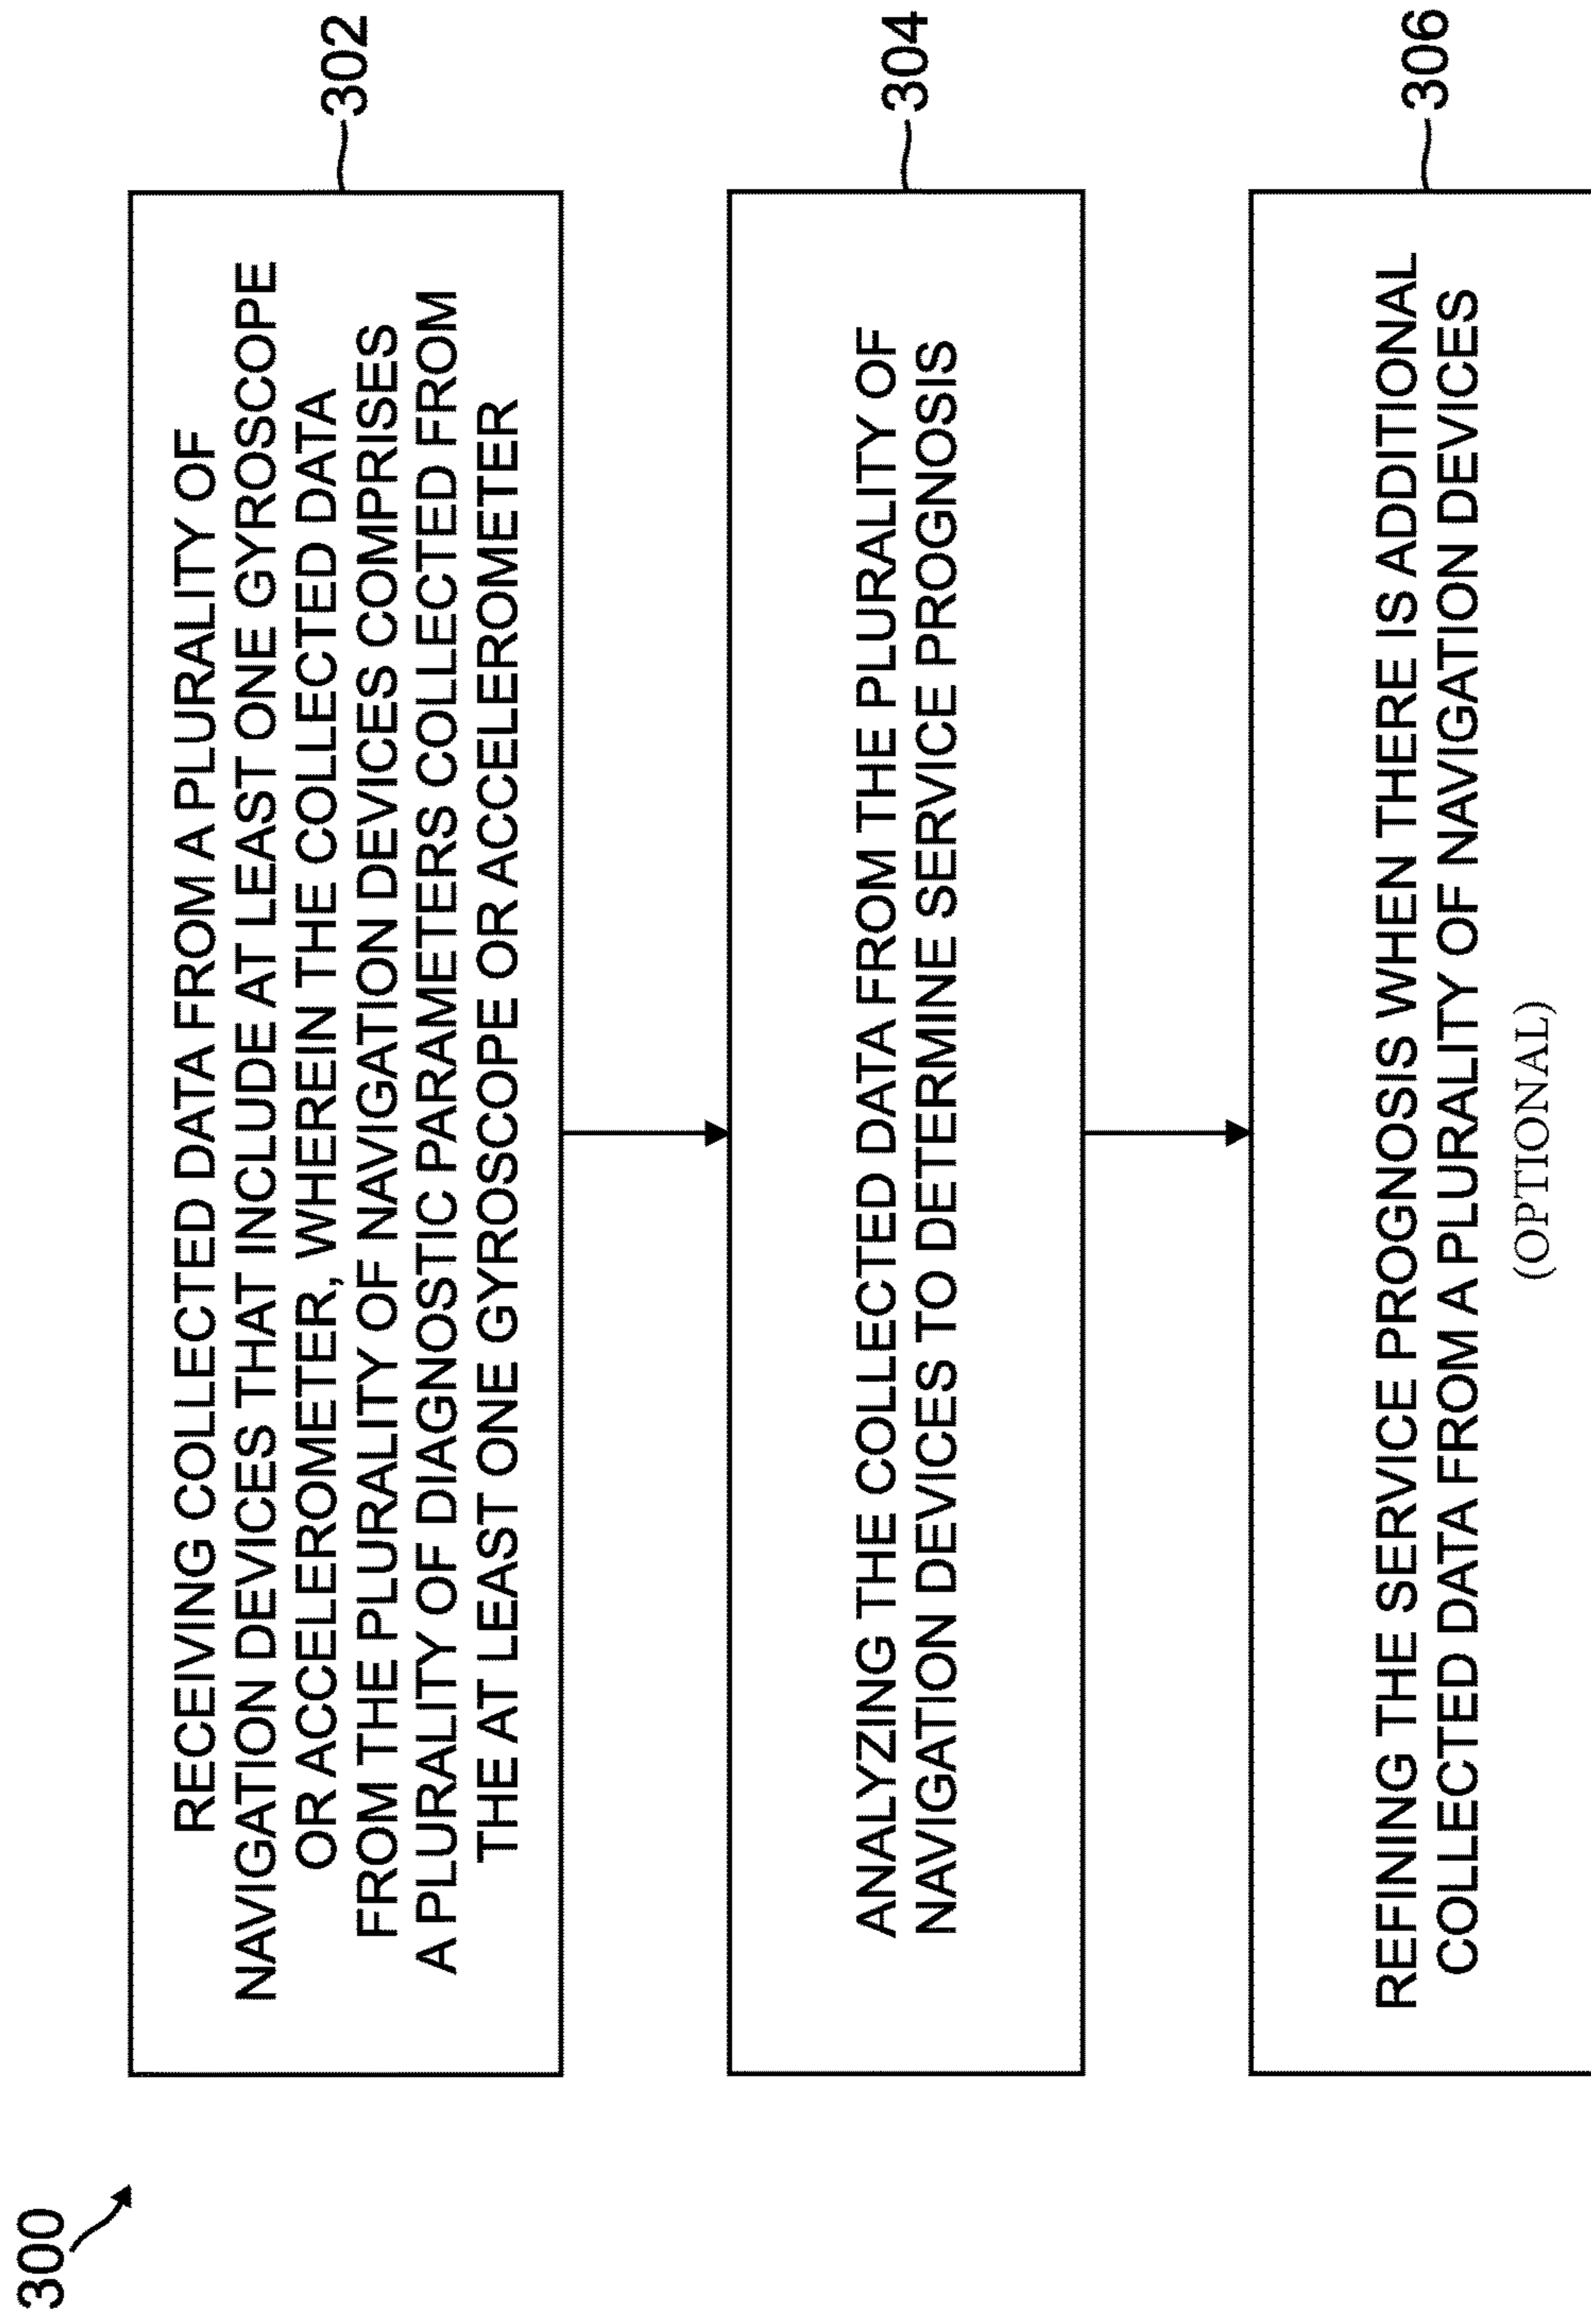 300
RECEIVING COLLECTED DATA FROM A PLURALITY OF
NAVIGATION DEVICES THAT INCLUDE AT LEAST ONE GYROSCOPE
OR ACCELEROMETER, WHEREIN THE COLLECTED DATA
FROM THE PLURALITY OF NAVIGATION DEVICES COMPRISES
A PLURALITY OF DIAGNOSTIC PARAMETERS COLLECTED FROM
THE AT LEAST ONE GYROSCOPE OR ACCELEROMETER
302
ANALYZING THE COLLECTED DATA FROM THE PLURALITY OF
NAVIGATION DEVICES TO DETERMINE SERVICE PROGNOSIS
304
REFINING THE SERVICE PROGNOSIS WHEN THERE IS ADDITIONAL
COLLECTED DATA FROM A PLURALITY OF NAVIGATION DEVICES
(OPTIONAL)
306